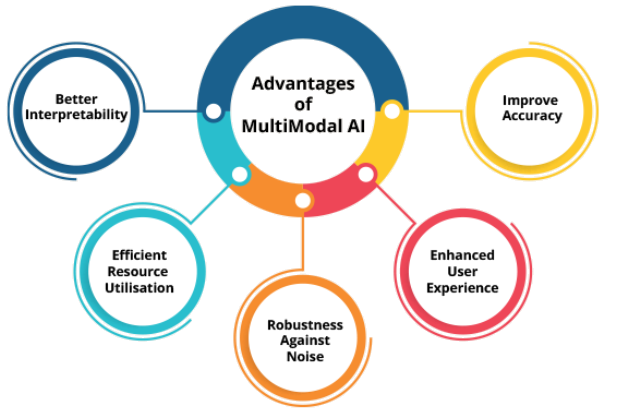 Advantages
of
MultiModal AI
Better
Interpretability
Improve
Accuracy
Efficient
Resource
Utilisation
Enhanced
User
Experience
Robustness
Against
Noise